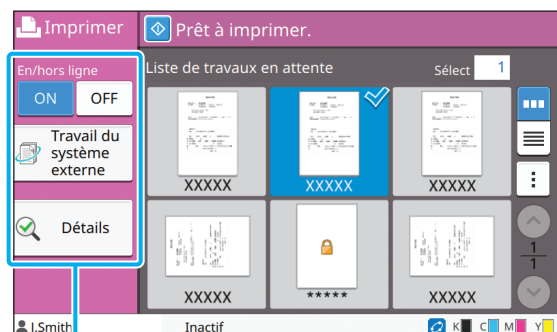 Imprimer
Prêt à imprimer.
En/hors ligne
ON OFF
Travail du
système
externe
Détails
Liste de travaux en attente
Sélect 1
XXXXX XXXXX XXXXX
XXXXX ***** XXXXX
1
1
J.Smith
Inactif
K C M Y